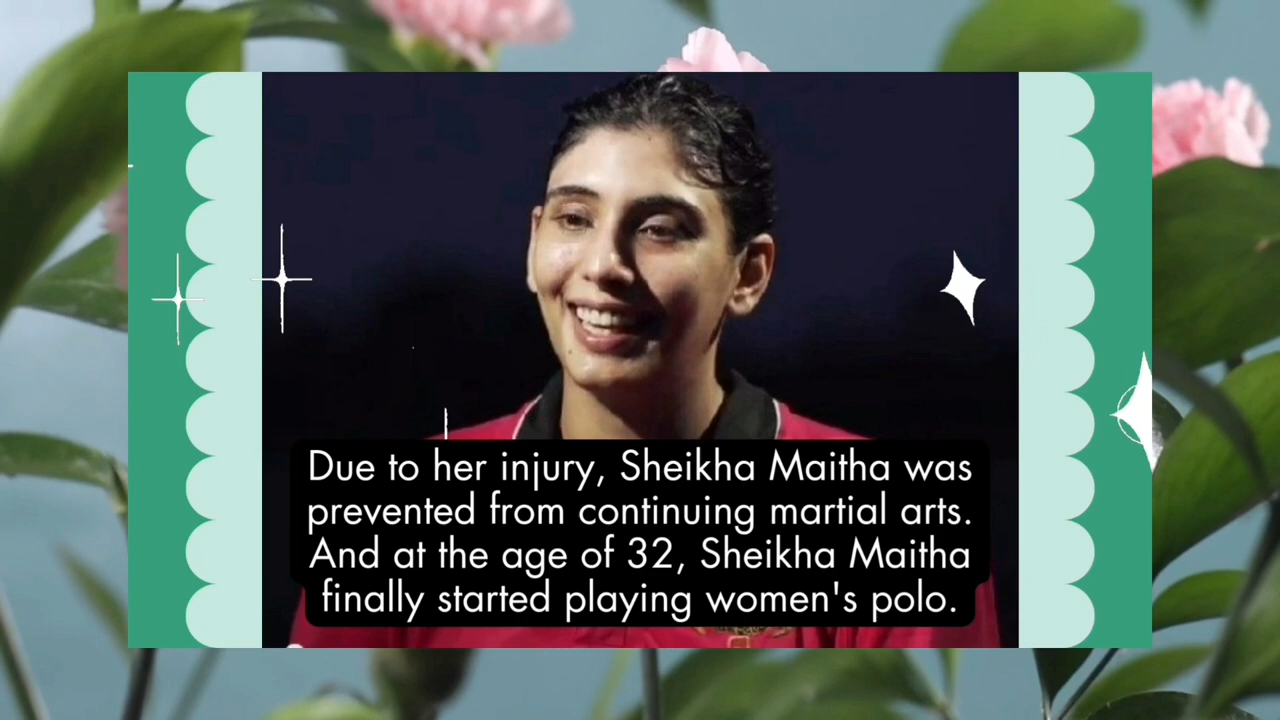 Due to her injury, Sheikha Maitha was
prevented from continuing martial arts.
And at the age of 32, Sheikha Maitha
finally started playing women's polo.